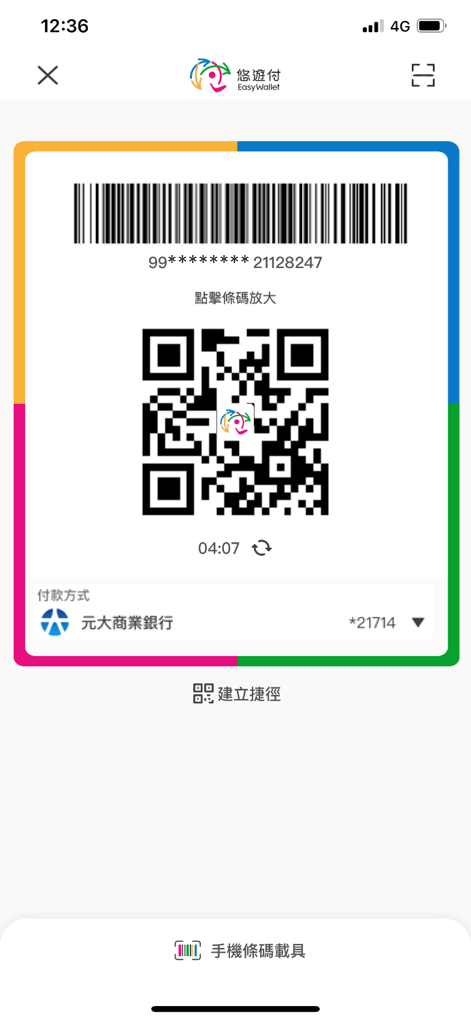 12:36
4G
悠遊付
EasyWallet
99********21128247
點擊條碼放大
04:07
付款方式
元大商業銀行
*21714
建立捷徑
手機條碼載具